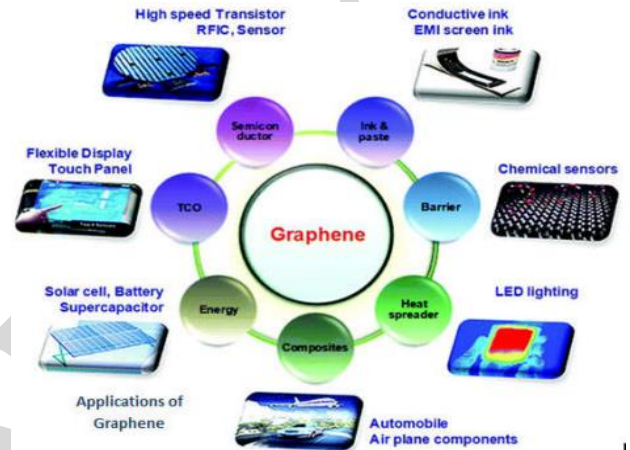 High speed Transistor
RFIC, Sensor
Conductive ink
EMI screen ink
Semicon
ductor
Ink &
paste
Flexible Display
Touch Panel
TCO
Barrier
Chemical sensors
Graphene
Solar cell, Battery
Supercapacitor
Energy
Heat
spreader
LED lighting
Composites
Applications of
Graphene
Automobile
Air plane components